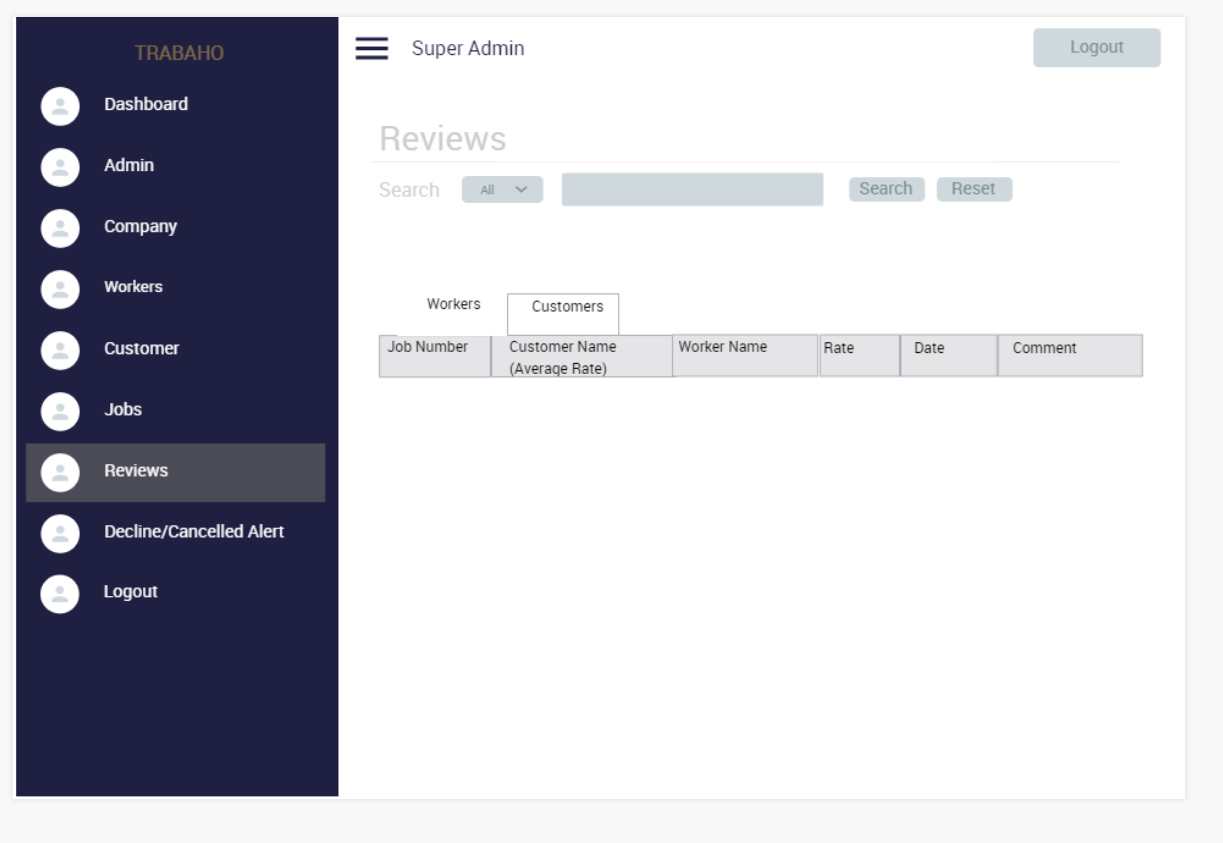 TRABAHO
Dashboard
Admin
Company
Workers
Customer
Jobs
Reviews
Decline/Cancelled Alert
Logout
Super Admin
Logout
Reviews
Search All Search Reset
Workers Customers
Job Number Customer Name Worker Name Rate Date Comment
(Average Rate)